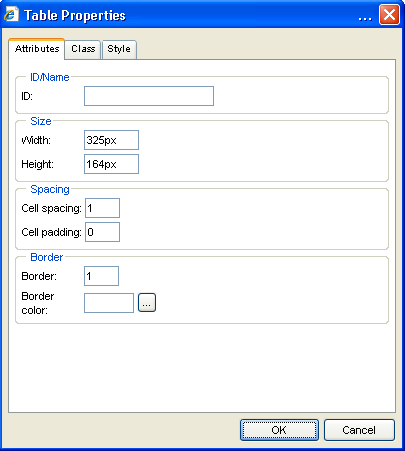 Table Properties ...
Attributes Class Style
ID/Name
ID:
Size
Width: 325px
Height: 164px
Spacing
Cell spacing: 1
Cell padding: 0
Border
Border: 1
Border
color: ...
OK Cancel